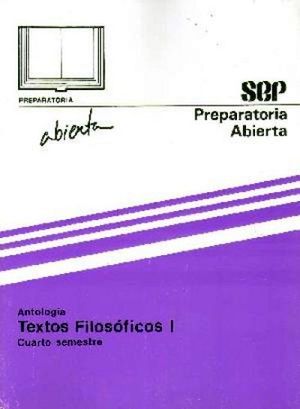 PREPARATORIA
abierta
SEP
Preparatoria
Abierta
Antología
Textos Filosóficos I
Cuarto semestre